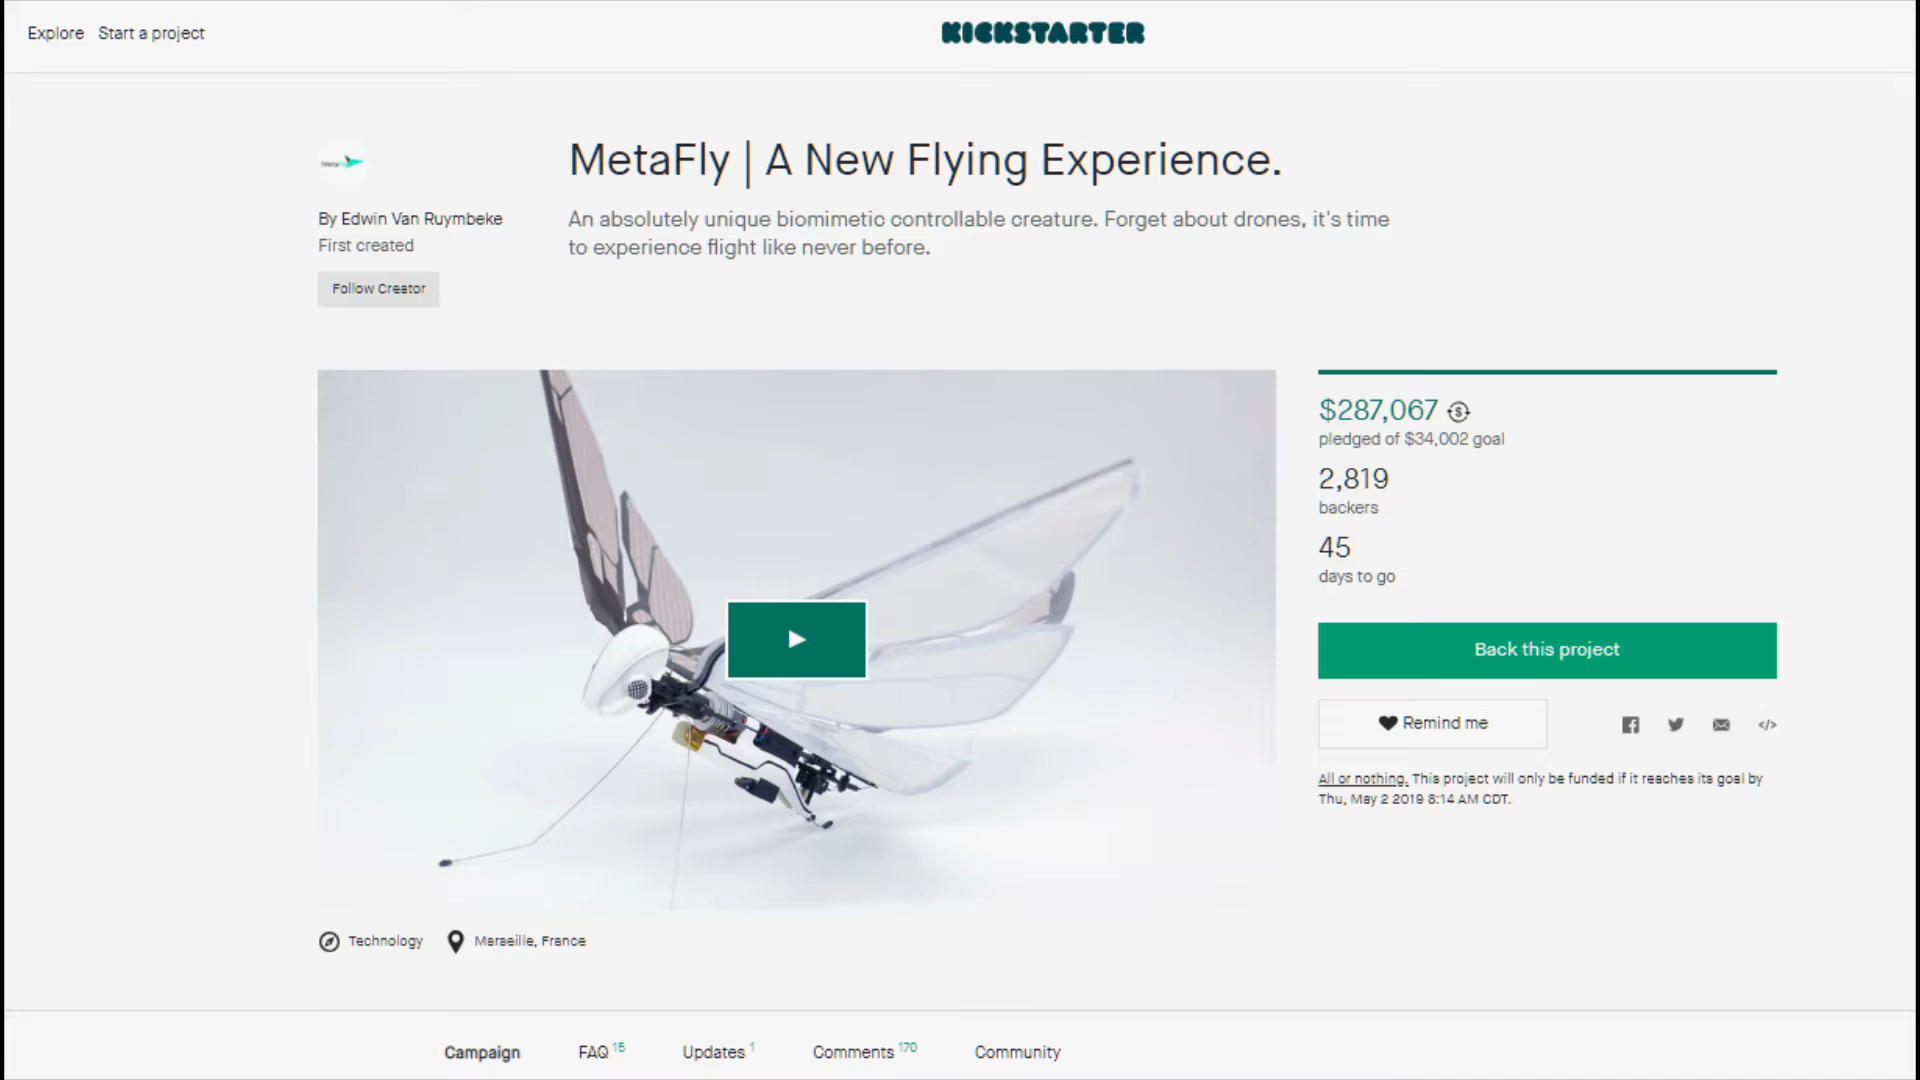 Explore Start a project
KICKSTARTER
MetaFly | A New Flying Experience.
By Edwin Van Ruymbeke
First created
Follow Creator
An absolutely unique biomimetic controllable creature. Forget about drones, it's time
to experience flight like never before.
$287,067
pledged of $34,002 goal
2,819
backers
45
days to go
Back this project
Remind me
All or nothing. This project will only be funded if it reaches its goal by
Thu, May 2 2019 8:14 AM CDT.
Technology Marseille, France
Campaign FAQ 15 Updates 1 Comments 170 Community